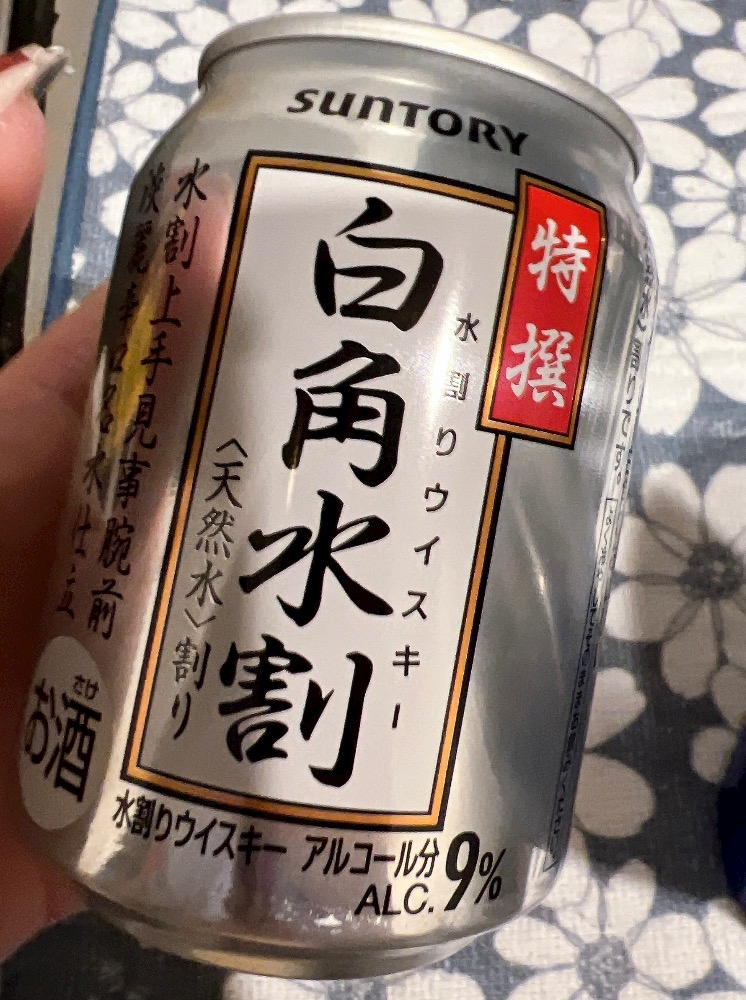 SUNTORY
特撰
白角水割
水割りウイスキー
〈天然水〉割り
水割上手見事腕前
淡麗辛口名水仕立
お酒
さけ
水割りウイスキー アルコール分 9%
ALC.